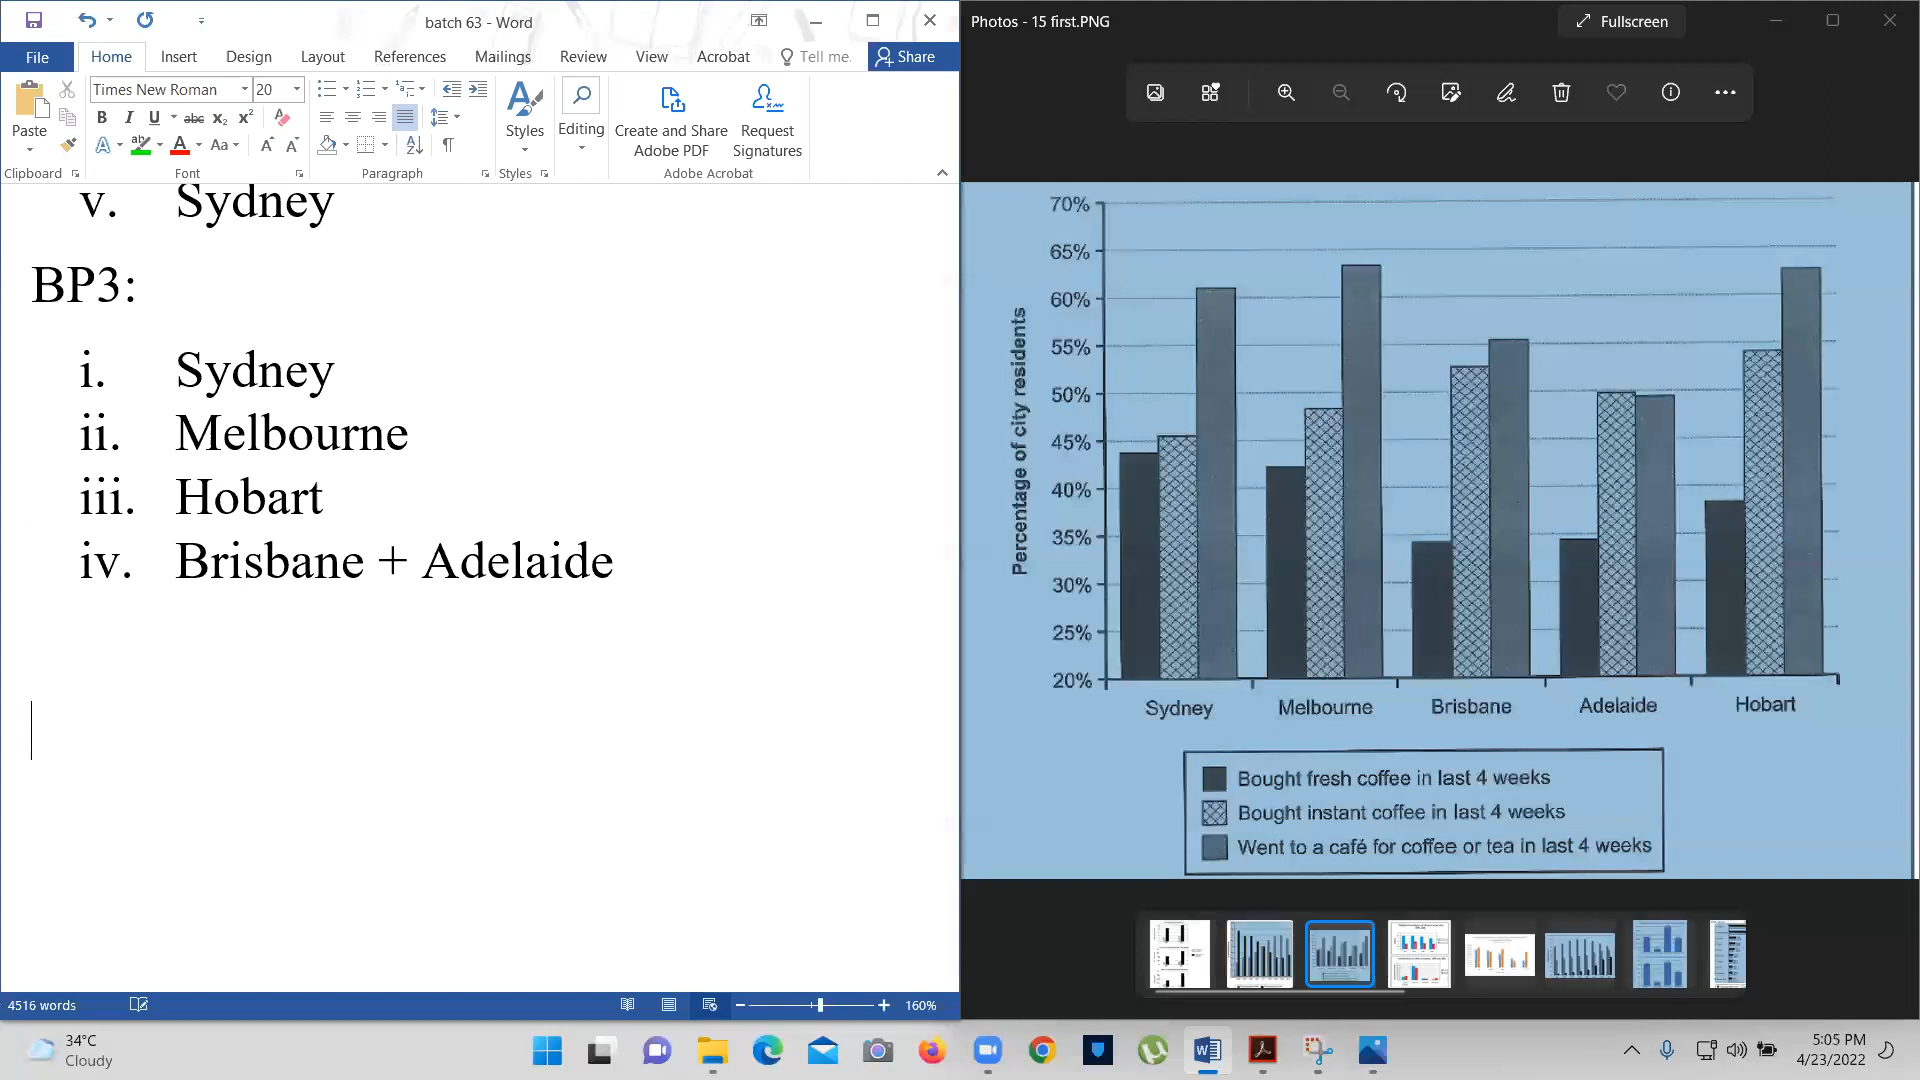 batch 63 - Word
File Home Insert Design Layout References Mailings Review View Acrobat Tell me. Share
Times New Roman 20
Paste
B I U abc x₂ x²
A A Aa A A
Styles Editing
Create and Share Adobe PDF
Request Signatures
Clipboard Font Paragraph Styles Adobe Acrobat
v. Sydney
BP3:
i. Sydney
ii. Melbourne
iii. Hobart
iv. Brisbane + Adelaide
4516 words
160%
Photos - 15 first.PNG
Fullscreen
70%
65%
60%
55%
50%
45%
40%
35%
30%
25%
20%
Percentage of city residents
Sydney Melbourne Brisbane Adelaide Hobart
Bought fresh coffee in last 4 weeks
Bought instant coffee in last 4 weeks
Went to a café for coffee or tea in last 4 weeks
34°C
Cloudy
5:05 PM
4/23/2022